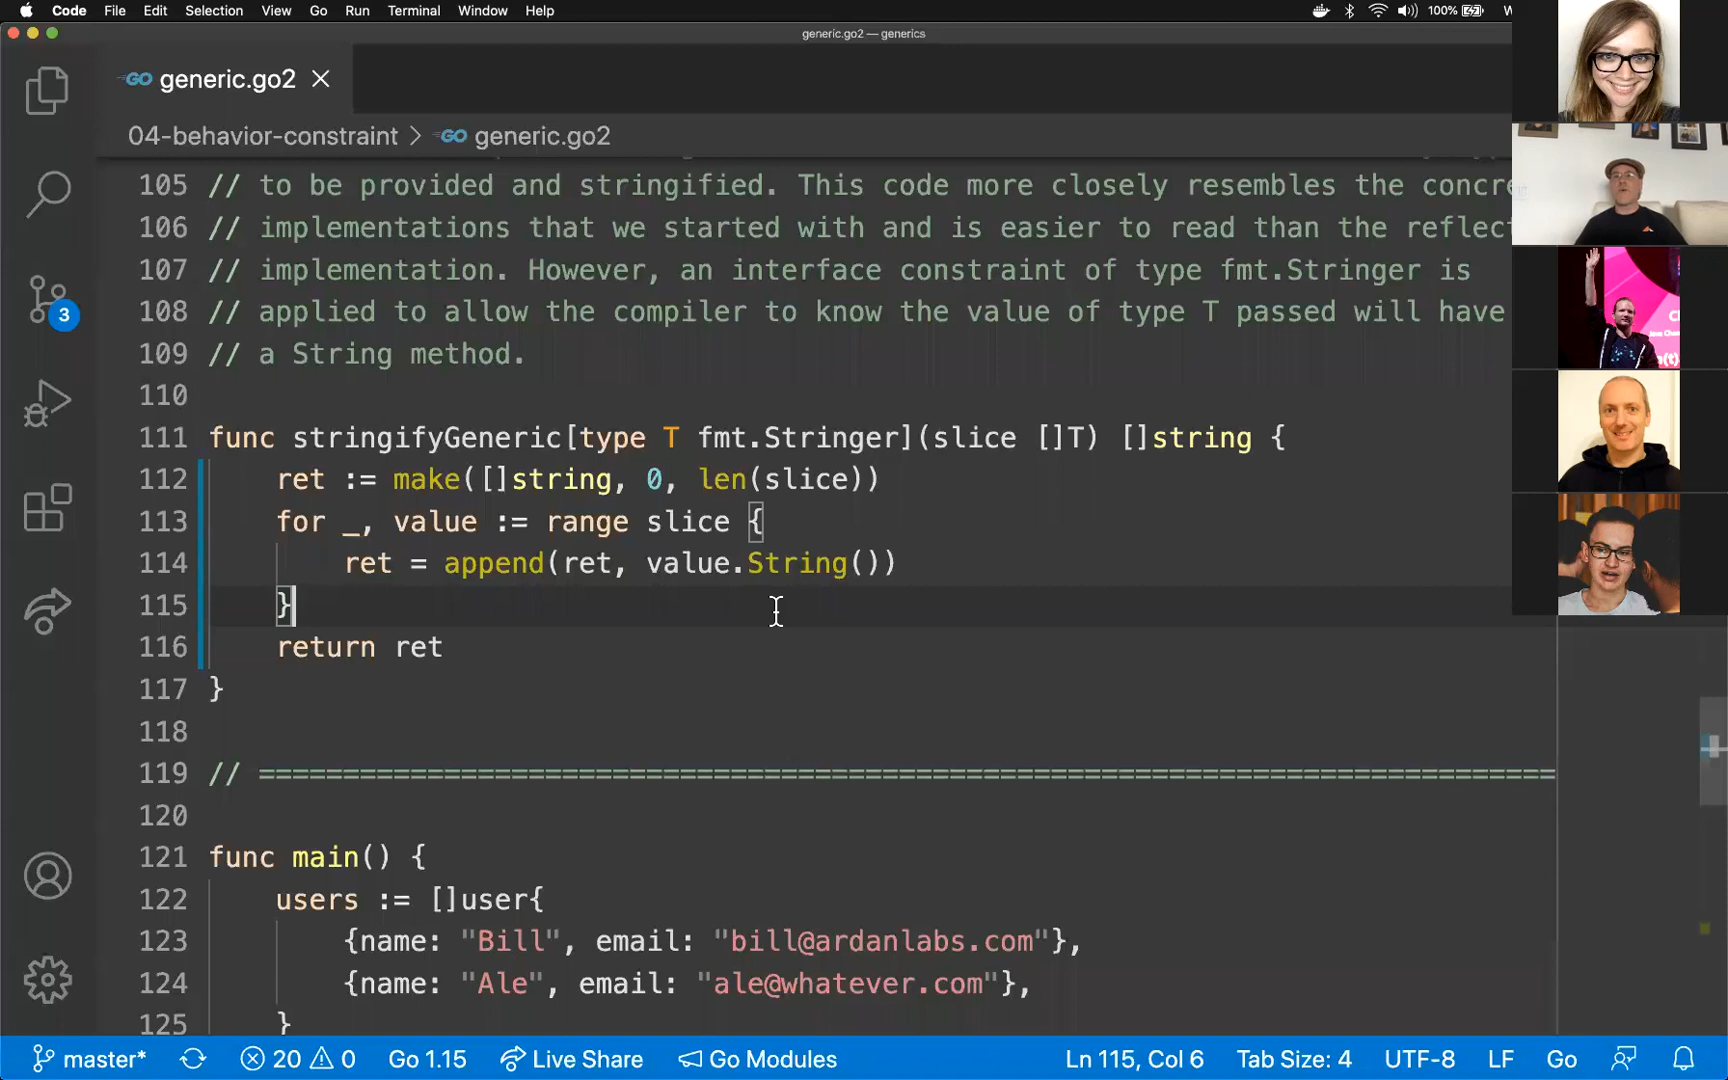 Code File Edit Selection View Go Run Terminal Window Help 100%
generic.go2 — generics
GO generic.go2
04-behavior-constraint > GO generic.go2
105 // to be provided and stringified. This code more closely resembles the concre
106 // implementations that we started with and is easier to read than the reflect
107 // implementation. However, an interface constraint of type fmt.Stringer is
108 // applied to allow the compiler to know the value of type T passed will have
109 // a String method.
110
111 func stringifyGeneric[type T fmt.Stringer](slice []T) []string {
112 ret := make([]string, 0, len(slice))
113 for _, value := range slice {
114 ret = append(ret, value.String())
115 }
116 return ret
117 }
118
119 // =============================================================================
120
121 func main() {
122 users := []user{
123 {name: "Bill", email: "bill@ardanlabs.com"},
124 {name: "Ale", email: "ale@whatever.com"},
125 }
3
master* 20 0 Go 1.15 Live Share Go Modules Ln 115, Col 6 Tab Size: 4 UTF-8 LF Go